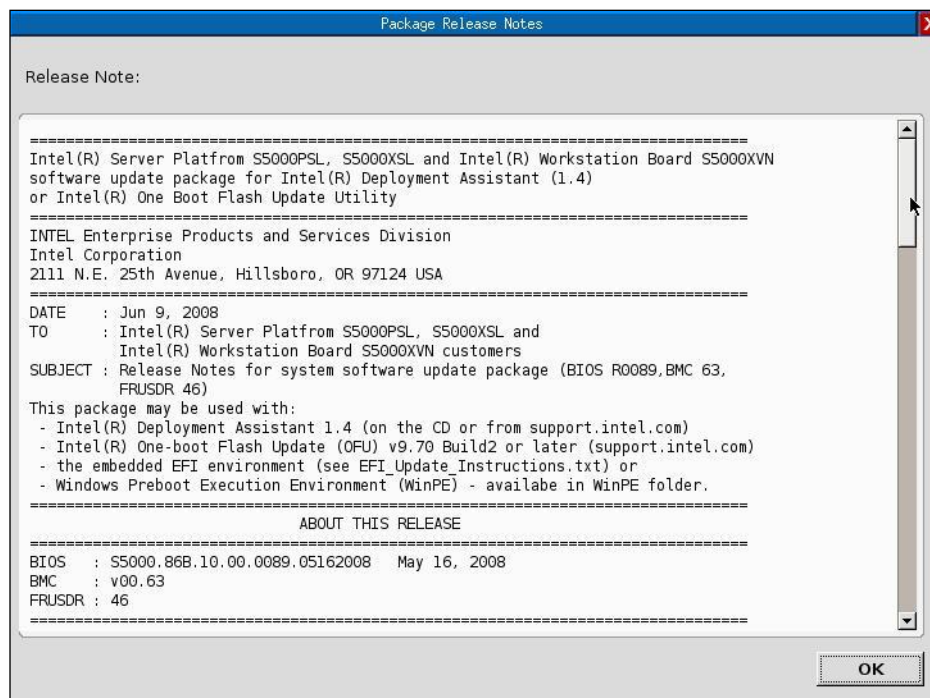 Package Release Notes
X
Release Note:
================================================================================
Intel(R) Server Platfrom S5000PSL, S5000XSL and Intel(R) Workstation Board S5000XVN
software update package for Intel(R) Deployment Assistant (1.4)
or Intel(R) One Boot Flash Update Utility
================================================================================
INTEL Enterprise Products and Services Division
Intel Corporation
2111 N.E. 25th Avenue, Hillsboro, OR 97124 USA
================================================================================
DATE    : Jun 9, 2008
TO      : Intel(R) Server Platfrom S5000PSL, S5000XSL and
          Intel(R) Workstation Board S5000XVN customers
SUBJECT : Release Notes for system software update package (BIOS R0089,BMC 63,
          FRUSDR 46)
This package may be used with:
 - Intel(R) Deployment Assistant 1.4 (on the CD or from support.intel.com)
 - Intel(R) One-boot Flash Update (OFU) v9.70 Build2 or later (support.intel.com)
 - the embedded EFI environment (see EFI_Update_Instructions.txt) or
 - Windows Preboot Execution Environment (WinPE) - availabe in WinPE folder.
================================================================================
                              ABOUT THIS RELEASE
================================================================================
BIOS   : S5000.86B.10.00.0089.05162008   May 16, 2008
BMC    : v00.63
FRUSDR : 46
================================================================================
OK